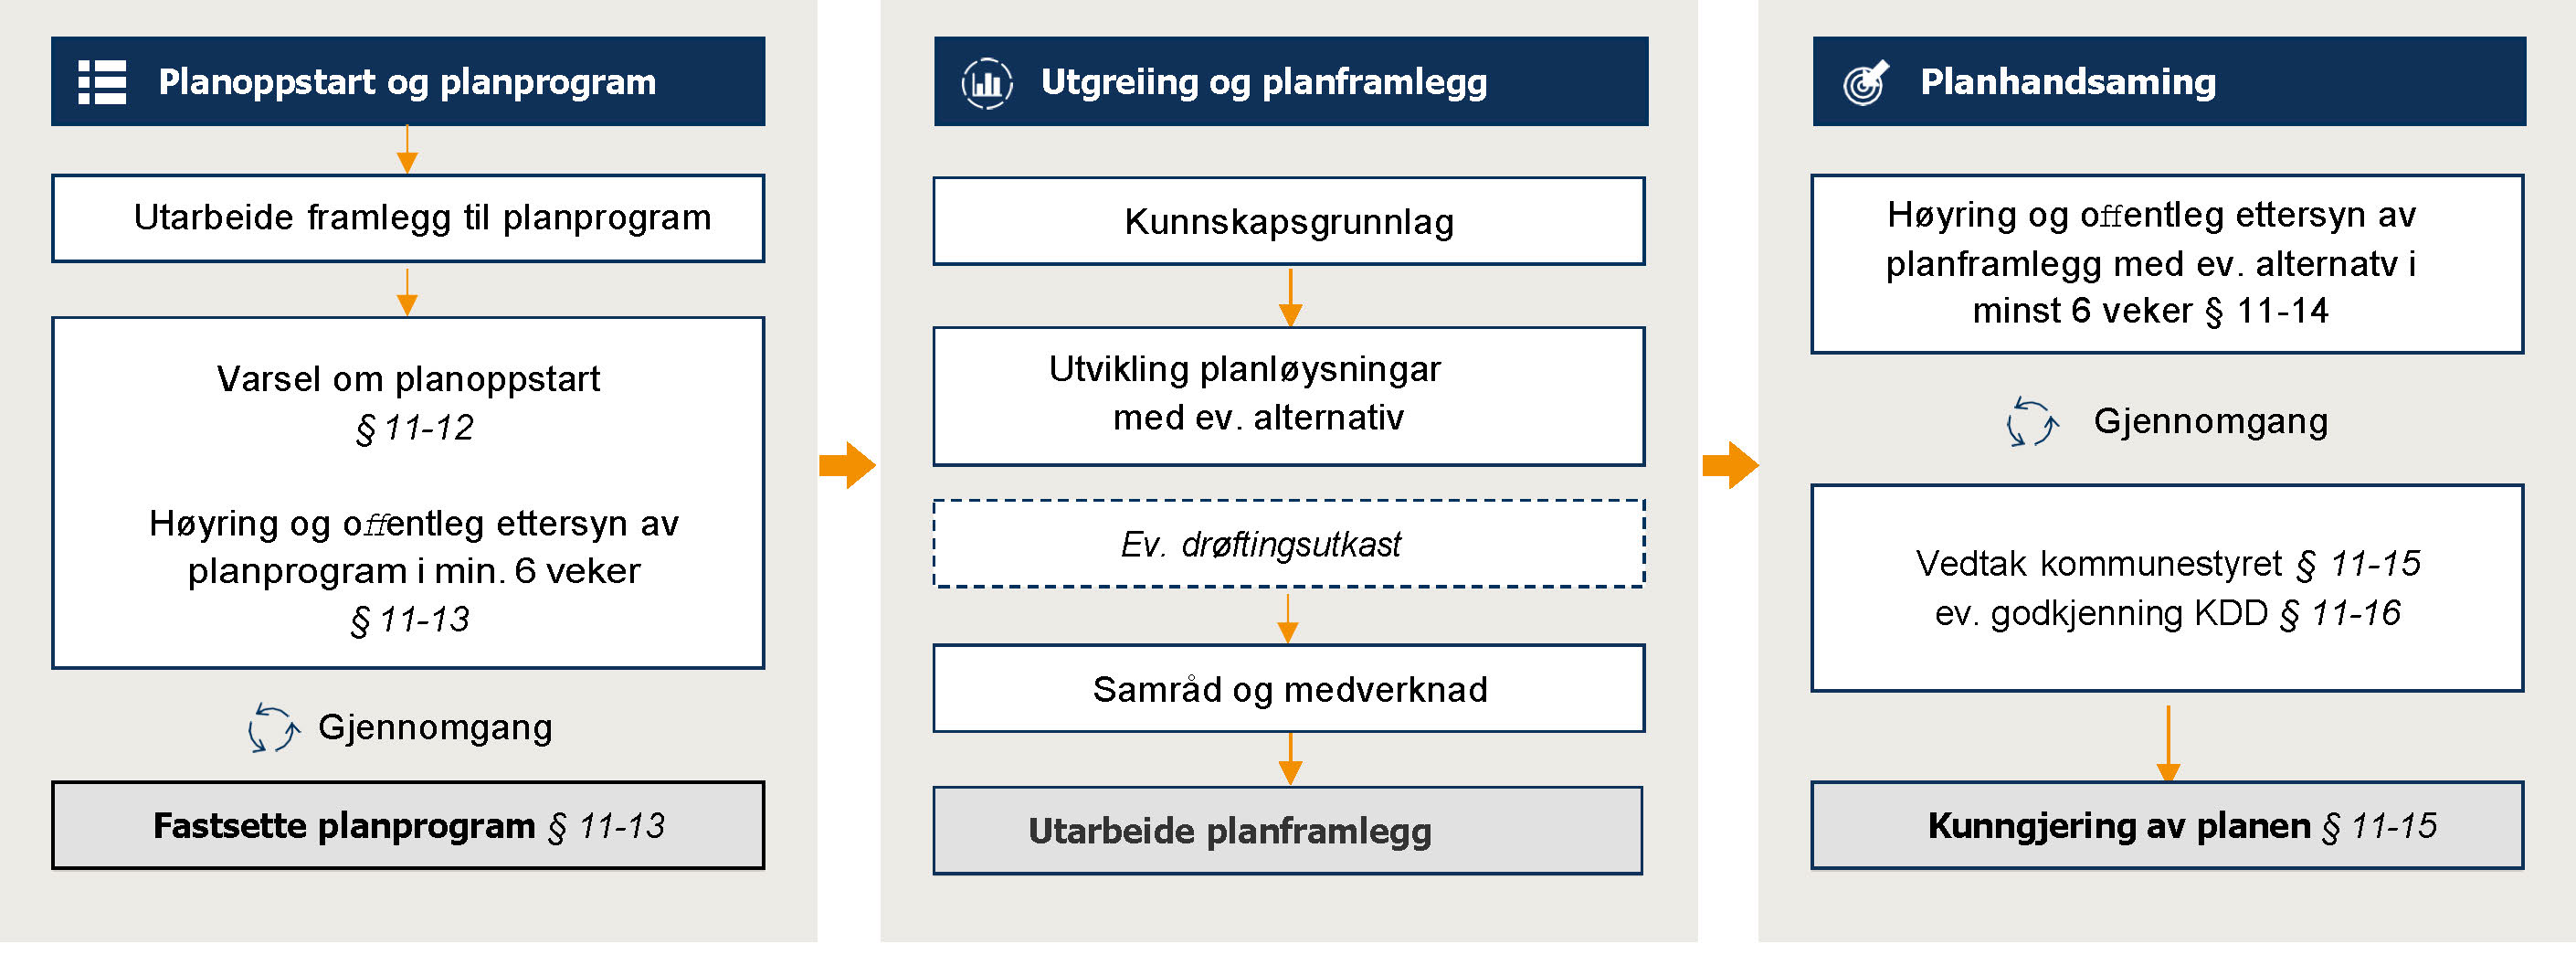 Planoppstart og planprogram
Utarbeide framlegg til planprogram
Varsel om planoppstart
§ 11-12
Høyring og offentleg ettersyn av
planprogram i min. 6 veker
§ 11-13
Gjennomgang
Fastsette planprogram § 11-13
Utgreiing og planframlegg
Kunnskapsgrunnlag
Utvikling planløysningar
med ev. alternativ
Ev. drøftingsutkast
Samråd og medverknad
Utarbeide planframlegg
Planhandsaming
Høyring og offentleg ettersyn av
planframlegg med ev. alternatv i
minst 6 veker § 11-14
Gjennomgang
Vedtak kommunestyret § 11-15
ev. godkjenning KDD § 11-16
Kunngjering av planen § 11-15